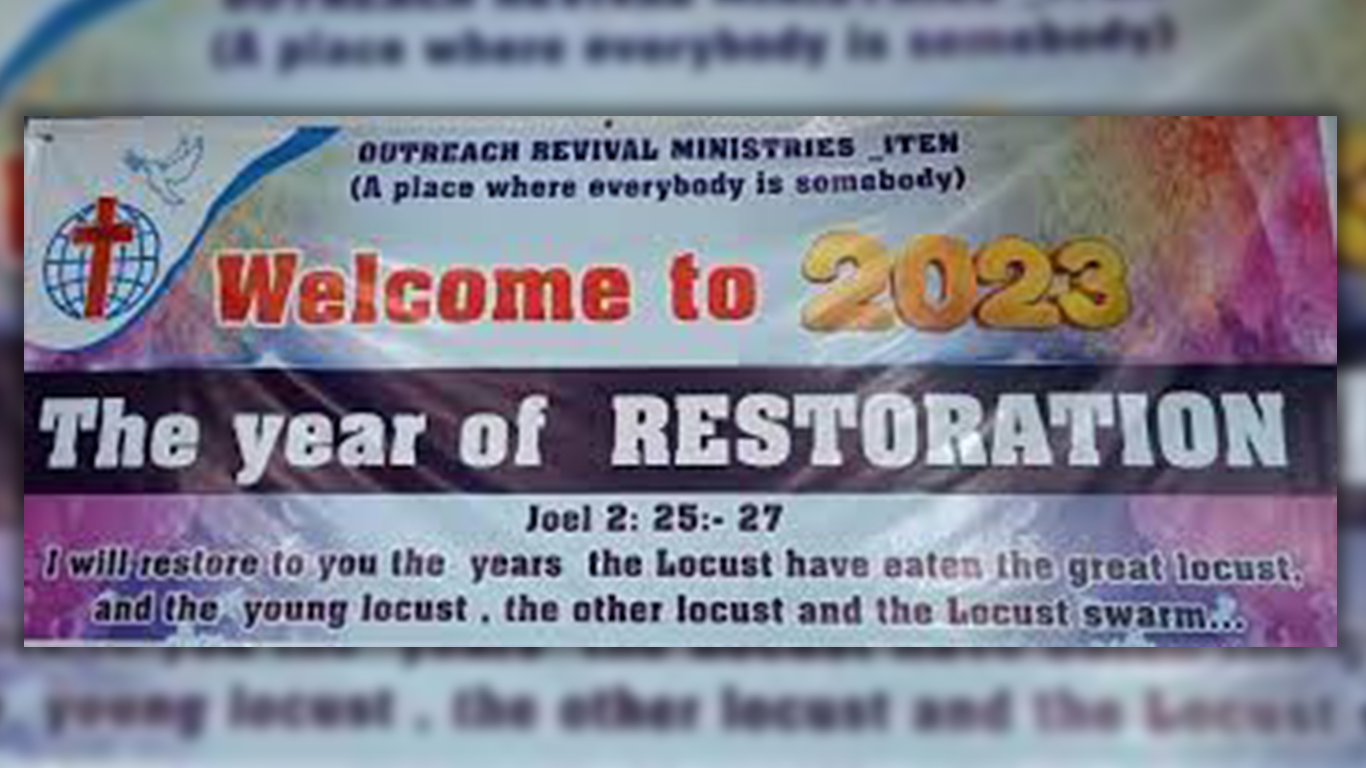 OUTREACH REVIVAL MINISTRIES _ITEN
(A place where everybody is somebody)
Welcome to 2023
The year of RESTORATION
Joel 2: 25:- 27
I will restore to you the years the Locust have eaten the great locust,
and the young locust , the other locust and the Locust swarm...